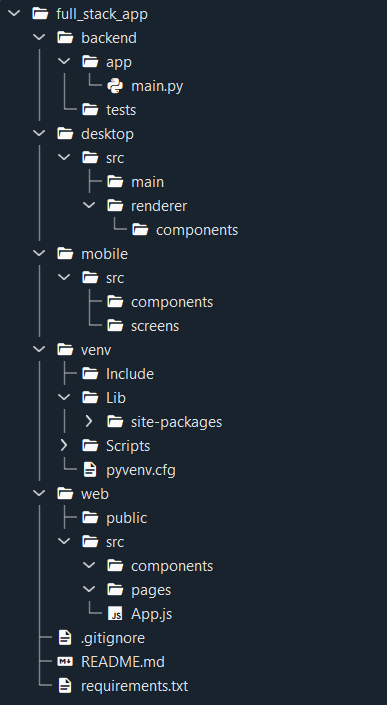 full_stack_app
backend
app
main.py
tests
desktop
src
main
renderer
components
mobile
src
components
screens
venv
Include
Lib
site-packages
Scripts
pyvenv.cfg
web
public
src
components
pages
JS App.js
.gitignore
M README.md
requirements.txt